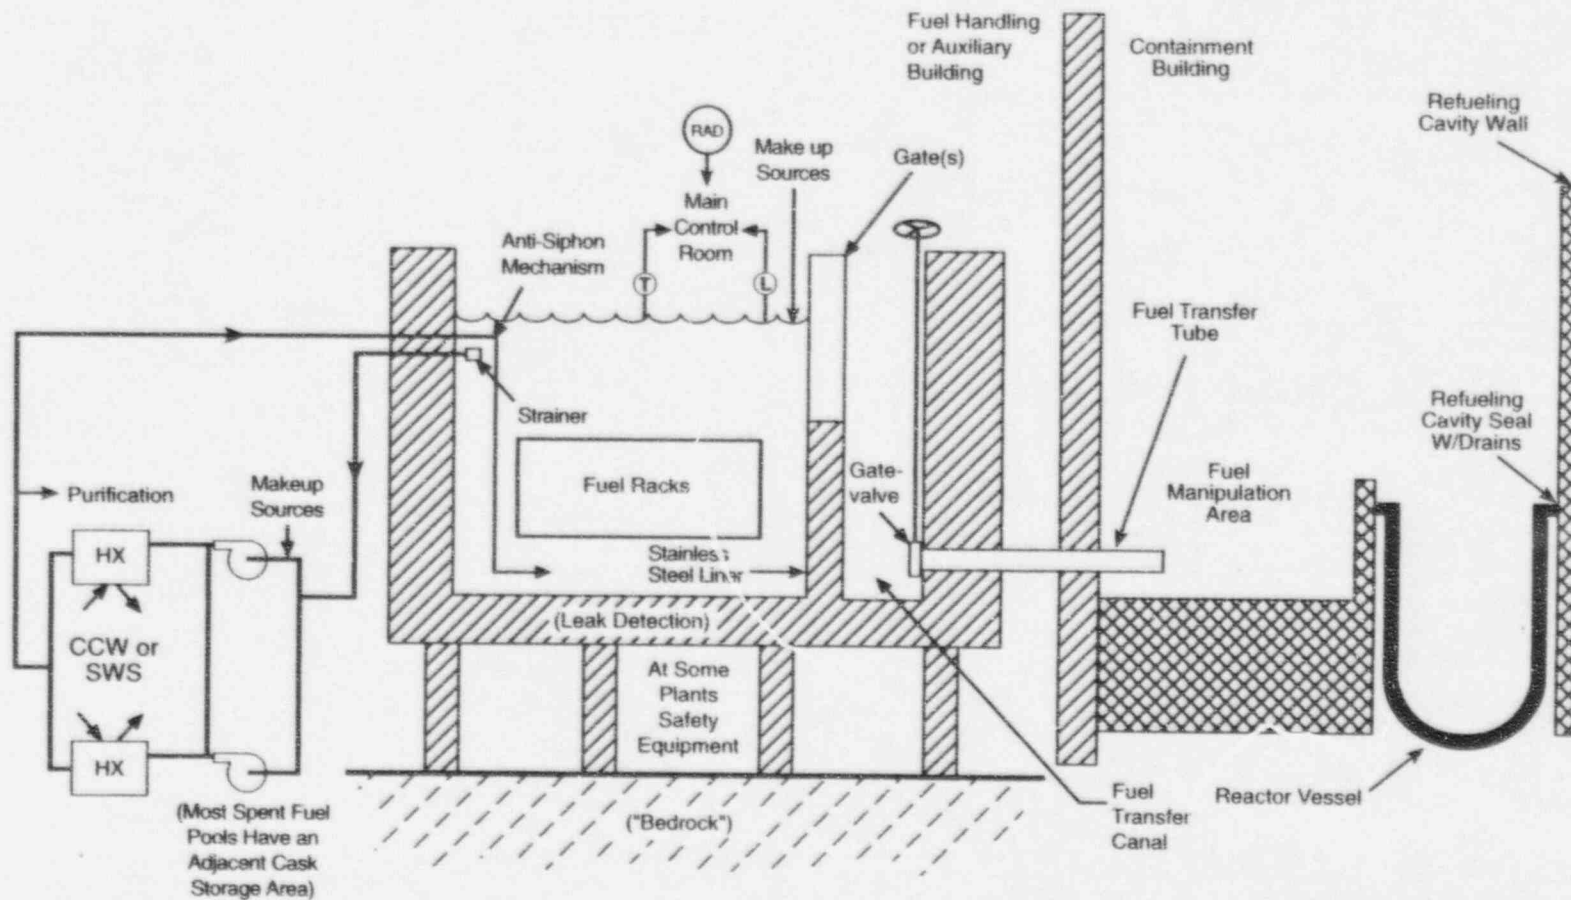 Fuel Handling
or Auxiliary
Building
Containment
Building
Refueling
Cavity Wall
RAD
Make up
Sources
Gate(s)
Main
Control
Room
Anti-Siphon
Mechanism
T
L
Fuel Transfer
Tube
Strainer
Refueling
Cavity Seal
W/Drains
Fuel Racks
Gate-
valve
Fuel
Manipulation
Area
Purification
Makeup
Sources
HX
Stainless
Steel Liner
(Leak Detection)
CCW or
SWS
At Some
Plants
Safety
Equipment
HX
(Most Spent Fuel
Pools Have an
Adjacent Cask
Storage Area)
("Bedrock")
Fuel
Transfer
Canal
Reactor Vessel